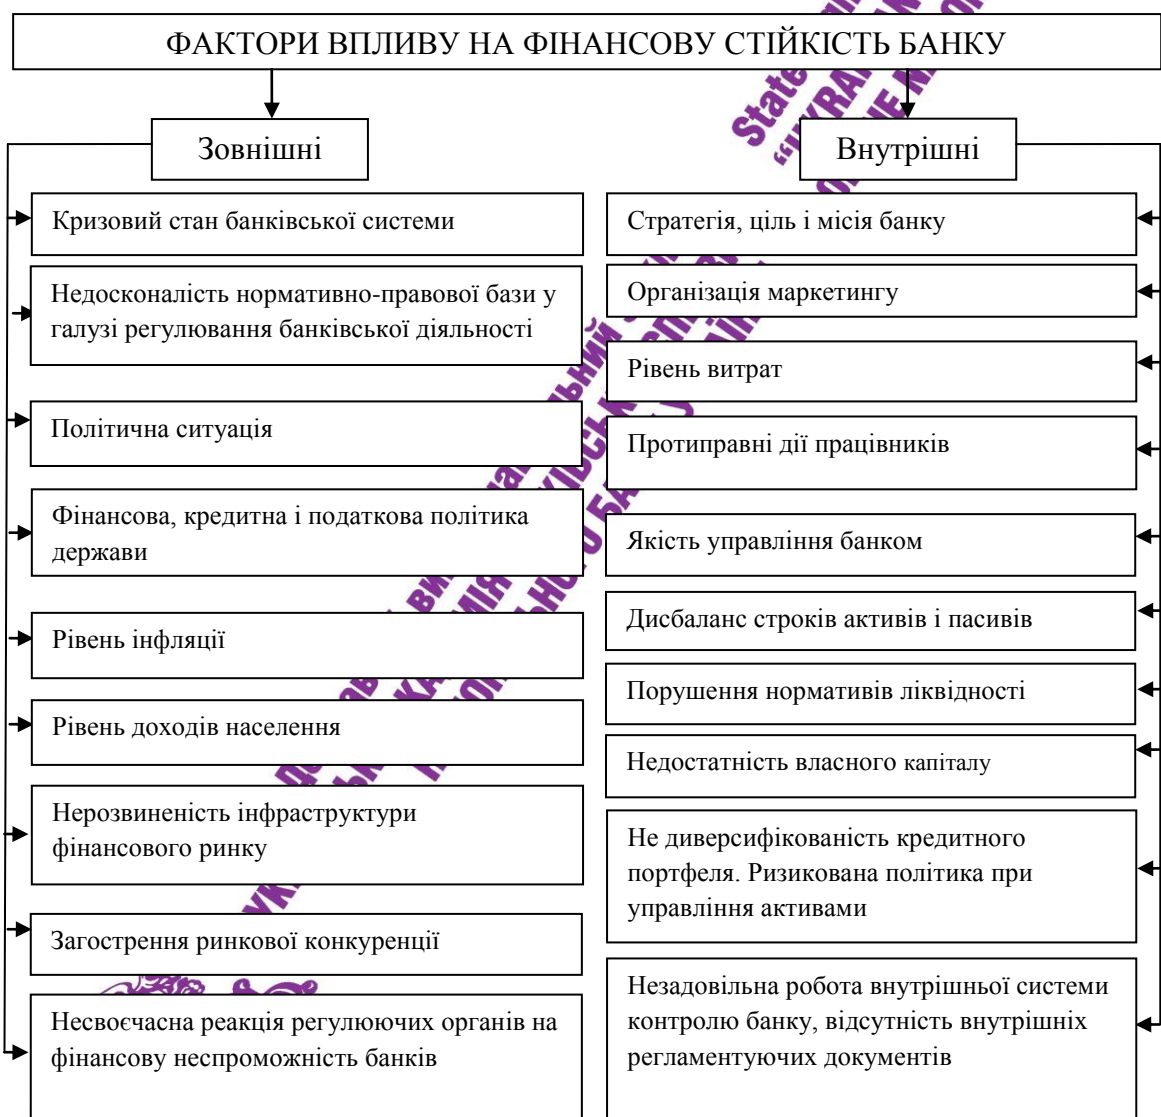 ФАКТОРИ ВПЛИВУ НА ФІНАНСОВУ СТІЙКІСТЬ БАНКУ
Зовнішні
Кризовий стан банківської системи
Недосконалість нормативно-правової бази у
галузі регулювання банківської діяльності
Політична ситуація
Фінансова, кредитна і податкова політика
держави
Рівень інфляції
Рівень доходів населення
Нерозвиненість інфраструктури
фінансового ринку
Загострення ринкової конкуренції
Несвоєчасна реакція регулюючих органів на
фінансову неспроможність банків
Внутрішні
Стратегія, ціль і місія банку
Організація маркетингу
Рівень витрат
Протиправні дії працівників
Якість управління банком
Дисбаланс строків активів і пасивів
Порушення нормативів ліквідності
Недостатність власного капіталу
Не диверсифікованість кредитного
портфеля. Ризикована політика при
управління активами
Незадовільна робота внутрішньої системи
контролю банку, відсутність внутрішніх
регламентуючих документів
State